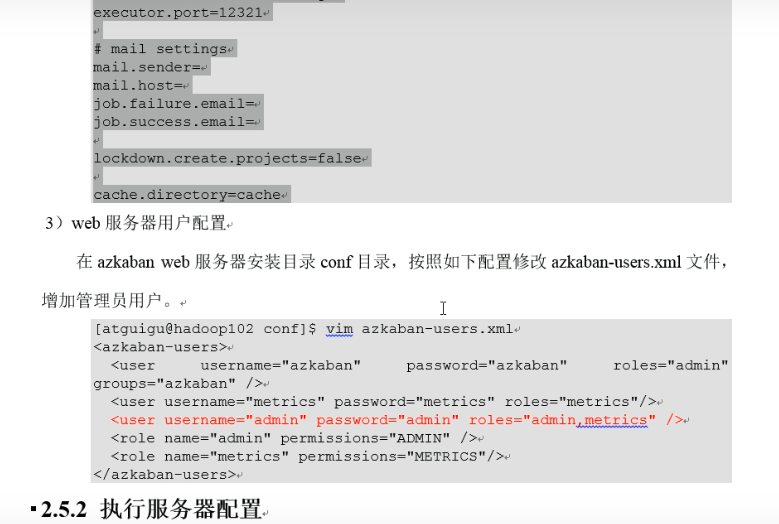 executor.port=12321
# mail settings
mail.sender=
mail.host=
job.failure.email=
job.success.email=
lockdown.create.projects=false
cache.directory=cache
3）web 服务器用户配置
在 azkaban web 服务器安装目录 conf 目录，按照如下配置修改 azkaban-users.xml 文件，
增加管理员用户。
[atguigu@hadoop102 conf]$ vim azkaban-users.xml
<azkaban-users>
<user username="azkaban" password="azkaban" roles="admin"
groups="azkaban" />
<user username="metrics" password="metrics" roles="metrics"/>
<user username="admin" password="admin" roles="admin,metrics" />
<role name="admin" permissions="ADMIN" />
<role name="metrics" permissions="METRICS"/>
</azkaban-users>
2.5.2 执行服务器配置